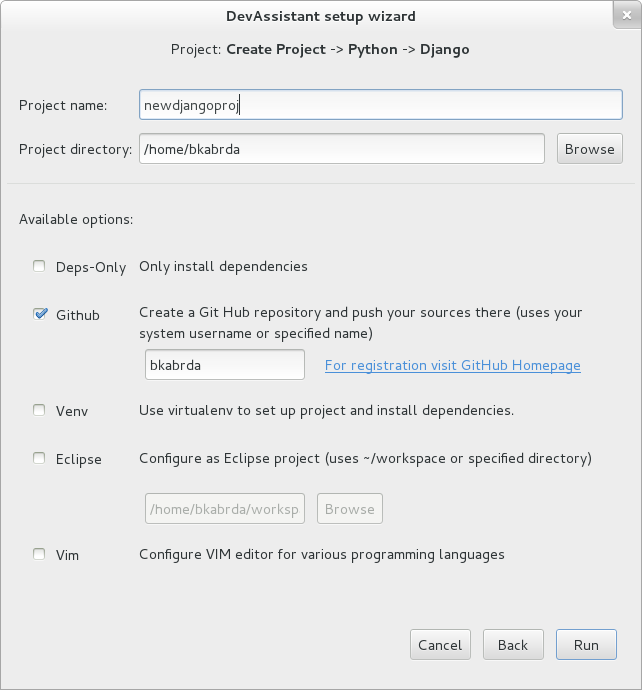 DevAssistant setup wizard
Project: Create Project -> Python -> Django
Project name: newdjangoproj
Project directory: /home/bkabrda Browse
Available options:
Deps-Only Only install dependencies
Github Create a Git Hub repository and push your sources there (uses your
system username or specified name)
bkabrda For registration visit GitHub Homepage
Venv Use virtualenv to set up project and install dependencies.
Eclipse Configure as Eclipse project (uses ~/workspace or specified directory)
/home/bkabrda/worksp Browse
Vim Configure VIM editor for various programming languages
Cancel Back Run